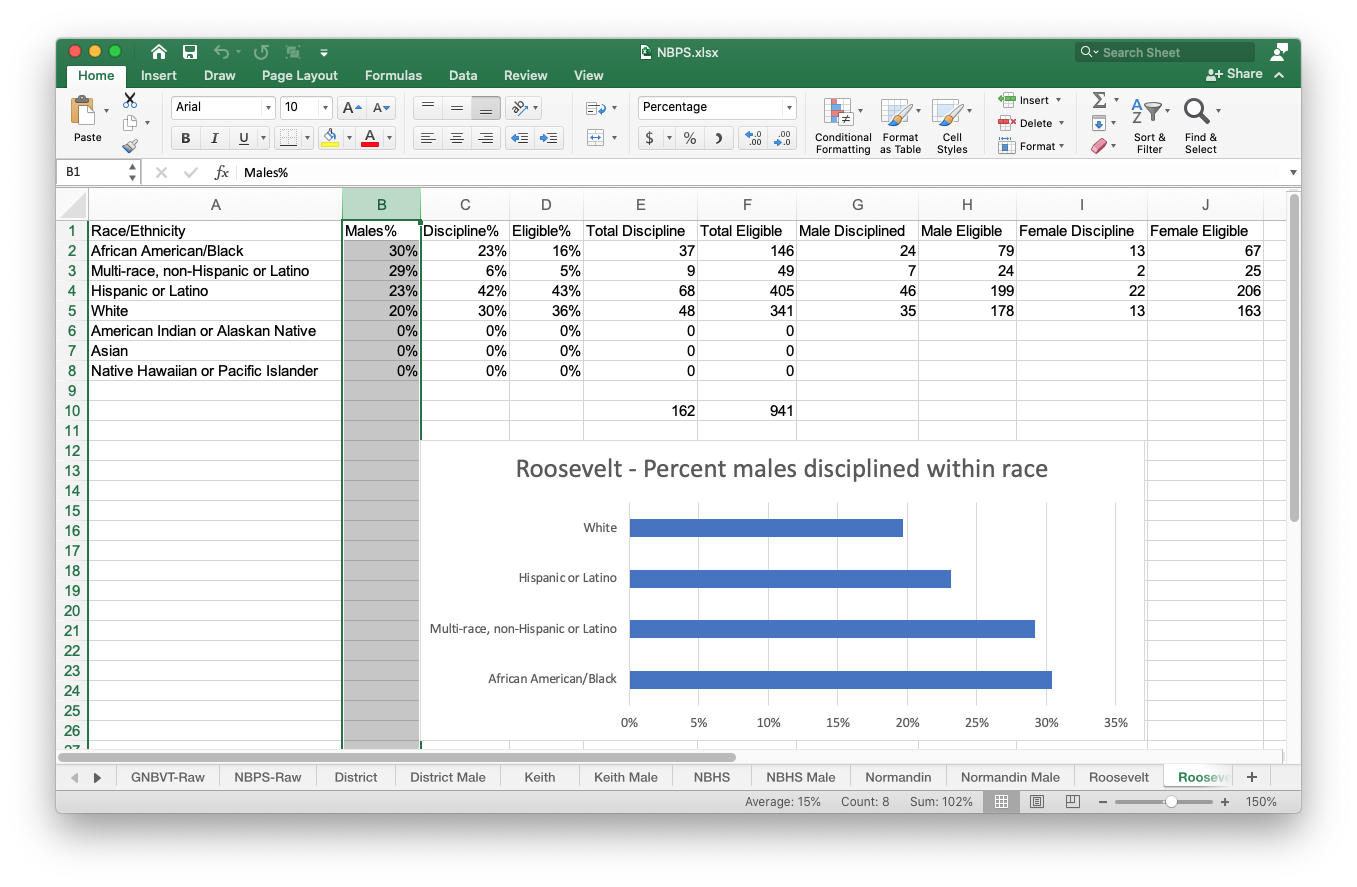 NBPS.xlsx
Search Sheet
Home Insert Draw Page Layout Formulas Data Review View
Share
Paste
Arial 10
A A
B I U A
Percentage
$ % 
Conditional Formatting
Format as Table
Cell Styles
Insert
Delete
Format
Sort & Filter
Find & Select
B1 fx Males%
A B C D E F G H I J
1 Race/Ethnicity Males% Discipline% Eligible% Total Discipline Total Eligible Male Disciplined Male Eligible Female Discipline Female Eligible
2 African American/Black 30% 23% 16% 37 146 24 79 13 67
3 Multi-race, non-Hispanic or Latino 29% 6% 5% 9 49 7 24 2 25
4 Hispanic or Latino 23% 42% 43% 68 405 46 199 22 206
5 White 20% 30% 36% 48 341 35 178 13 163
6 American Indian or Alaskan Native 0% 0% 0% 0 0
7 Asian 0% 0% 0% 0 0
8 Native Hawaiian or Pacific Islander 0% 0% 0% 0 0
9
10 162 941
11
12
13
14
15
16
17
18
19
20
21
22
23
24
25
26
27
Roosevelt - Percent males disciplined within race
White
Hispanic or Latino
Multi-race, non-Hispanic or Latino
African American/Black
0% 5% 10% 15% 20% 25% 30% 35%
GNBVT-Raw NBPS-Raw District District Male Keith Keith Male NBHS NBHS Male Normandin Normandin Male Roosevelt Rooseve
Average: 15% Count: 8 Sum: 102% 150%